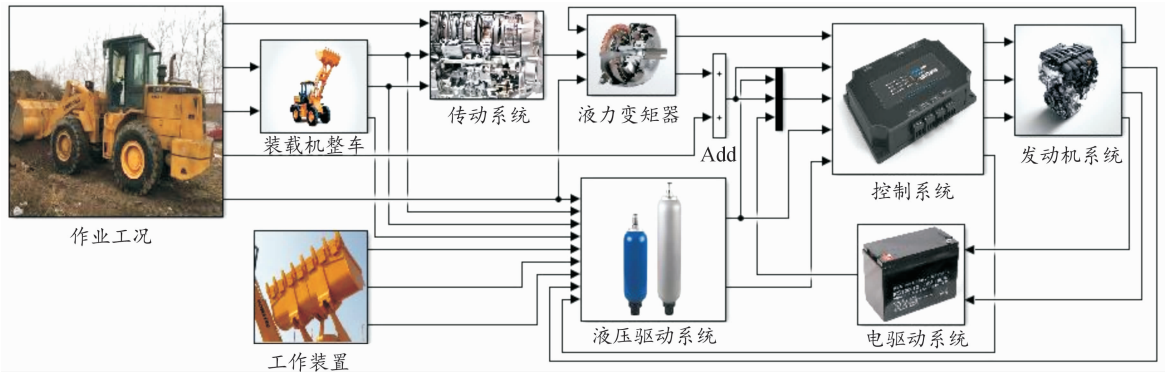 作业工况
装载机整车
传动系统
液力变矩器
+
+
Add
控制系统
发动机系统
工作装置
液压驱动系统
电驱动系统